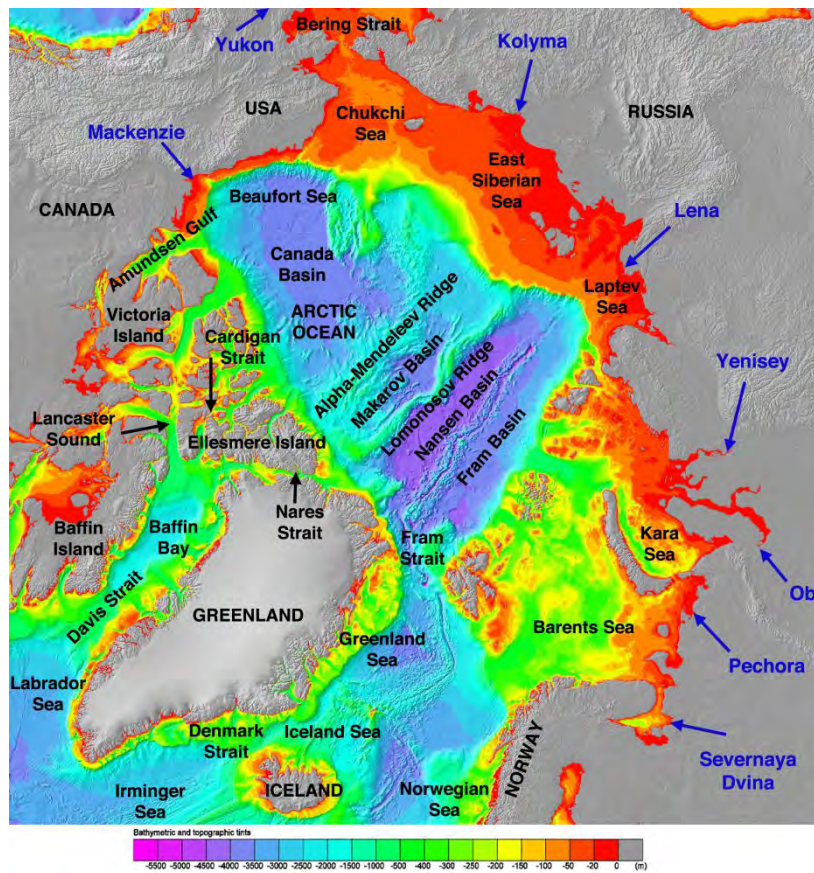 Bering Strait
Yukon
Kolyma
USA
Chukchi
Sea
RUSSIA
Mackenzie
East
Siberian
Sea
CANADA
Beaufort Sea
Lena
Amundsen Gulf
Canada
Basin
Laptev
Sea
Victoria
Island
ARCTIC
OCEAN
Cardigan
Strait
Alpha-Mendeleev Ridge
Makarov Basin
Lomonosov Ridge
Nansen Basin
Fram Basin
Yenisey
Lancaster
Sound
Ellesmere Island
Nares
Strait
Baffin
Island
Baffin
Bay
Fram
Strait
Kara
Sea
Ob
Davis Strait
GREENLAND
Greenland
Sea
Barents Sea
Pechora
Labrador
Sea
Denmark
Strait
Iceland Sea
NORWAY
Severnaya
Dvina
Irminger
Sea
ICELAND
Norwegian
Sea
Bathymetric and topographic tints
-5500 -4500 -4000 -3500 -3000 -2500 -2000 -1500 -1000 -500 -400 -300 -250 -200 -150 -100 -50 -20 0 (m)